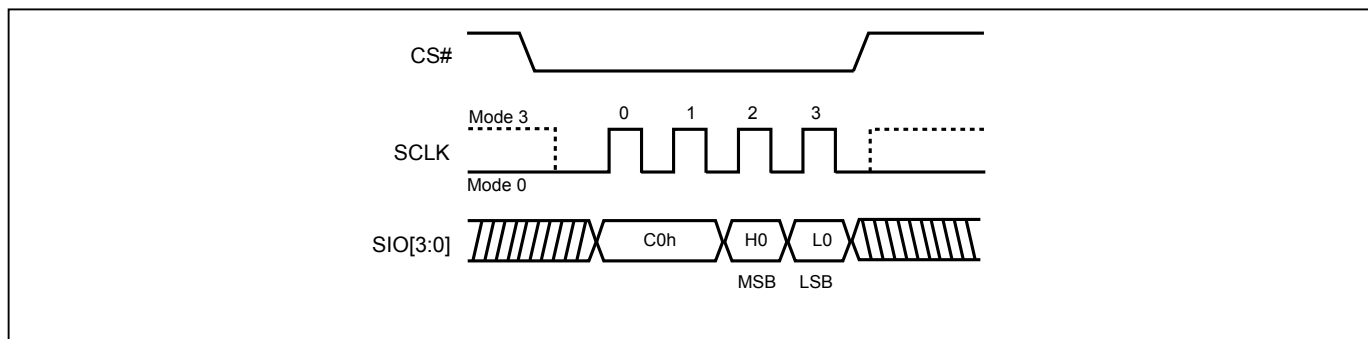 CS#
Mode 3 0 1 2 3
SCLK
Mode 0
SIO[3:0] C0h H0 L0
MSB LSB